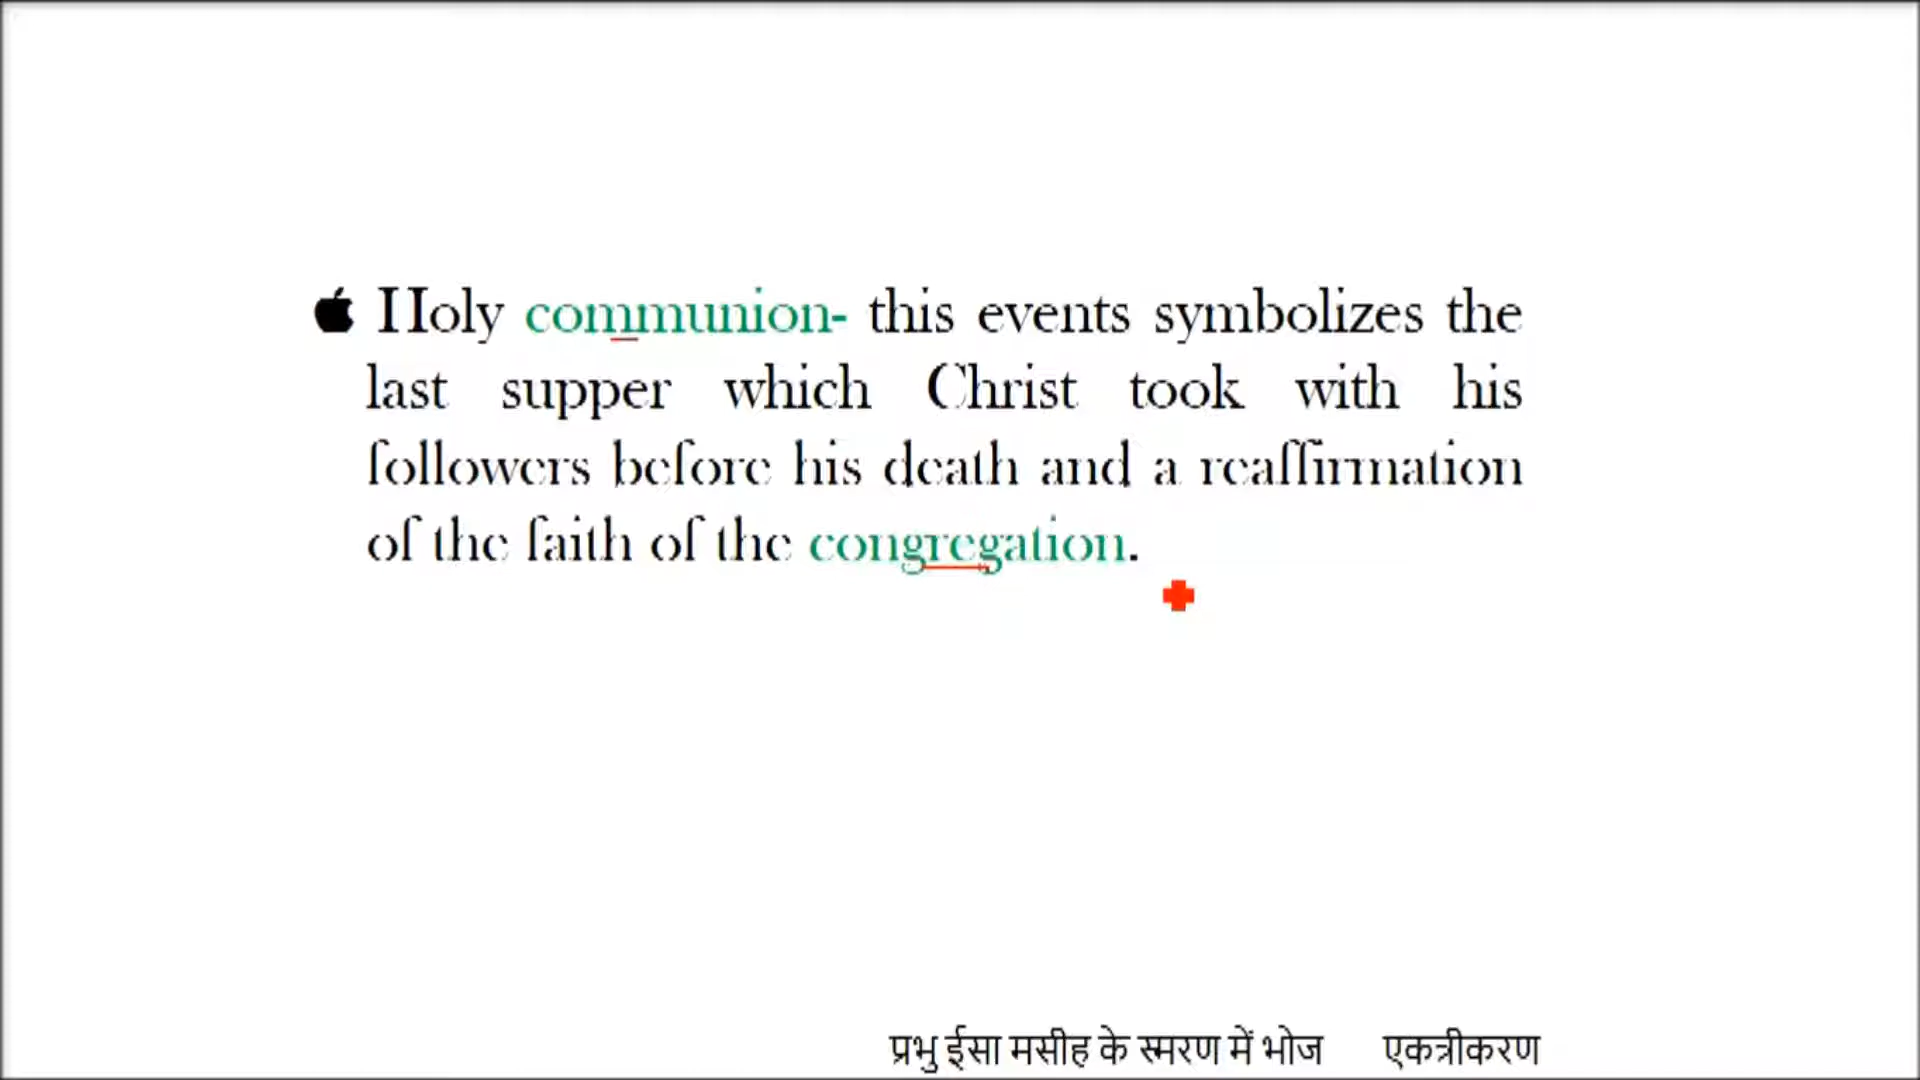 Holy communion- this events symbolizes the
last supper which Christ took with his
followers before his death and a reaffirmation
of the faith of the congregation.
प्रभु ईसा मसीह के स्मरण में भोज एकत्रीकरण